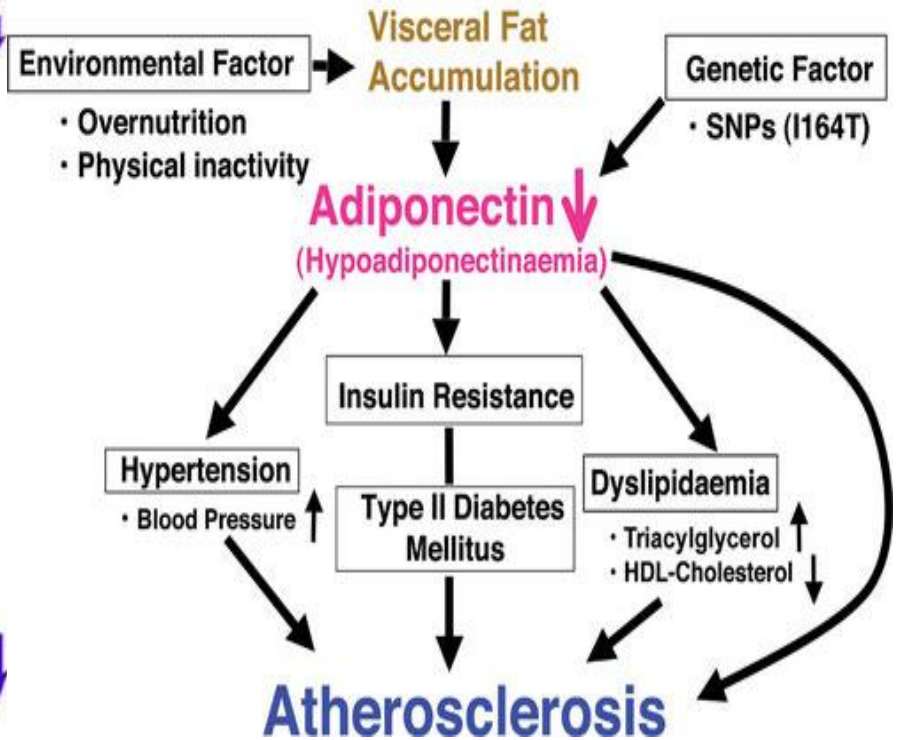 Visceral Fat
Accumulation
Environmental Factor
· Overnutrition
· Physical inactivity
Genetic Factor
· SNPs (I164T)
Adiponectin
(Hypoadiponectinaemia)
Insulin Resistance
Hypertension
· Blood Pressure
Type II Diabetes
Mellitus
Dyslipidaemia
· Triacylglycerol
· HDL-Cholesterol
Atherosclerosis